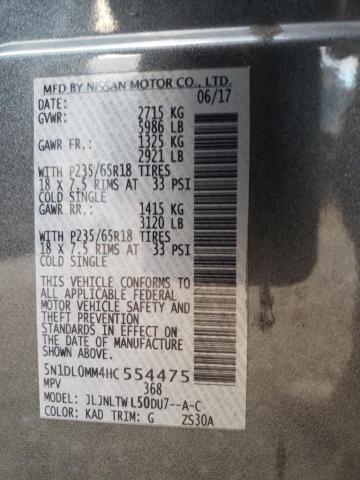 MFD BY NISSAN MOTOR CO., LTD.
DATE: 06/17
GVWR: 2715 KG
5986 LB
GAWR FR.: 1325 KG
2921 LB
WITH P235/65R18 TIRES
18 X 7.5 RIMS AT 33 PSI
COLD SINGLE
GAWR RR.: 1415 KG
3120 LB
WITH P235/65R18 TIRES
18 X 7.5 RIMS AT 33 PSI
COLD SINGLE
THIS VEHICLE CONFORMS TO
ALL APPLICABLE FEDERAL
MOTOR VEHICLE SAFETY AND
THEFT PREVENTION
STANDARDS IN EFFECT ON
THE DATE OF MANUFACTURE
SHOWN ABOVE.
5N1DL0MM4HC 554475
MPV 368
MODEL: JLJNLTW L50DU7--A-C
COLOR: KAD TRIM: G ZS30A